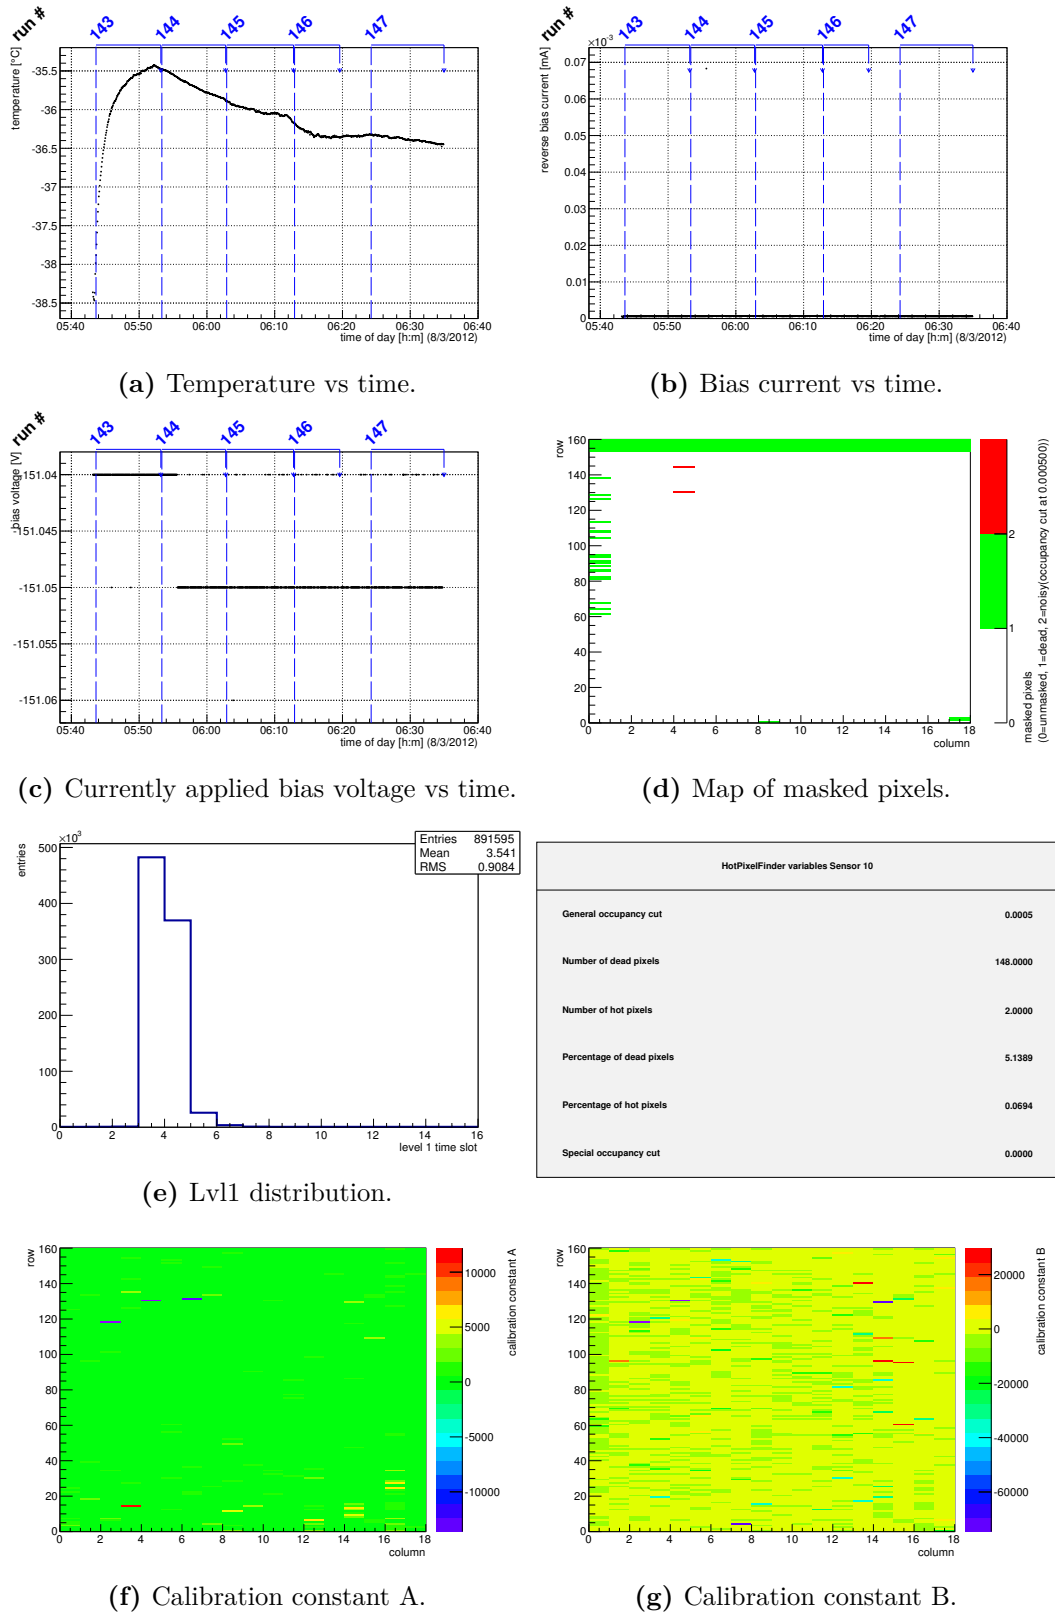 run #
143
144
145
146
147
temperature [°C]
-35.5
-36
-36.5
-37
-37.5
-38
-38.5
05:40
05:50
06:00
06:10
06:20
06:30
06:40
time of day [h:m] (8/3/2012)
(a) Temperature vs time.
run #
143
144
145
146
147
×10⁻³
reverse bias current [mA]
0.07
0.06
0.05
0.04
0.03
0.02
0.01
0
05:40
05:50
06:00
06:10
06:20
06:30
06:40
time of day [h:m] (8/3/2012)
(b) Bias current vs time.
run #
143
144
145
146
147
bias voltage [V]
-151.04
-151.045
-151.05
-151.055
-151.06
05:40
05:50
06:00
06:10
06:20
06:30
06:40
time of day [h:m] (8/3/2012)
(c) Currently applied bias voltage vs time.
row
160
140
120
100
80
60
40
20
0
0 2 4 6 8 10 12 14 16 18
column
2
1
0
masked pixels
(0=unmasked, 1=dead, 2=noisy(occupancy cut at 0.000500))
(d) Map of masked pixels.
×10³
entries
500
400
300
200
100
0
0 2 4 6 8 10 12 14 16
level 1 time slot
Entries 891595
Mean 3.541
RMS 0.9084
(e) Lvl1 distribution.
HotPixelFinder variables Sensor 10
General occupancy cut 0.0005
Number of dead pixels 148.0000
Number of hot pixels 2.0000
Percentage of dead pixels 5.1389
Percentage of hot pixels 0.0694
Special occupancy cut 0.0000
row
160
140
120
100
80
60
40
20
0
0 2 4 6 8 10 12 14 16 18
column
10000
5000
0
-5000
-10000
calibration constant A
(f) Calibration constant A.
row
160
140
120
100
80
60
40
20
0
0 2 4 6 8 10 12 14 16 18
column
20000
0
-20000
-40000
-60000
calibration constant B
(g) Calibration constant B.